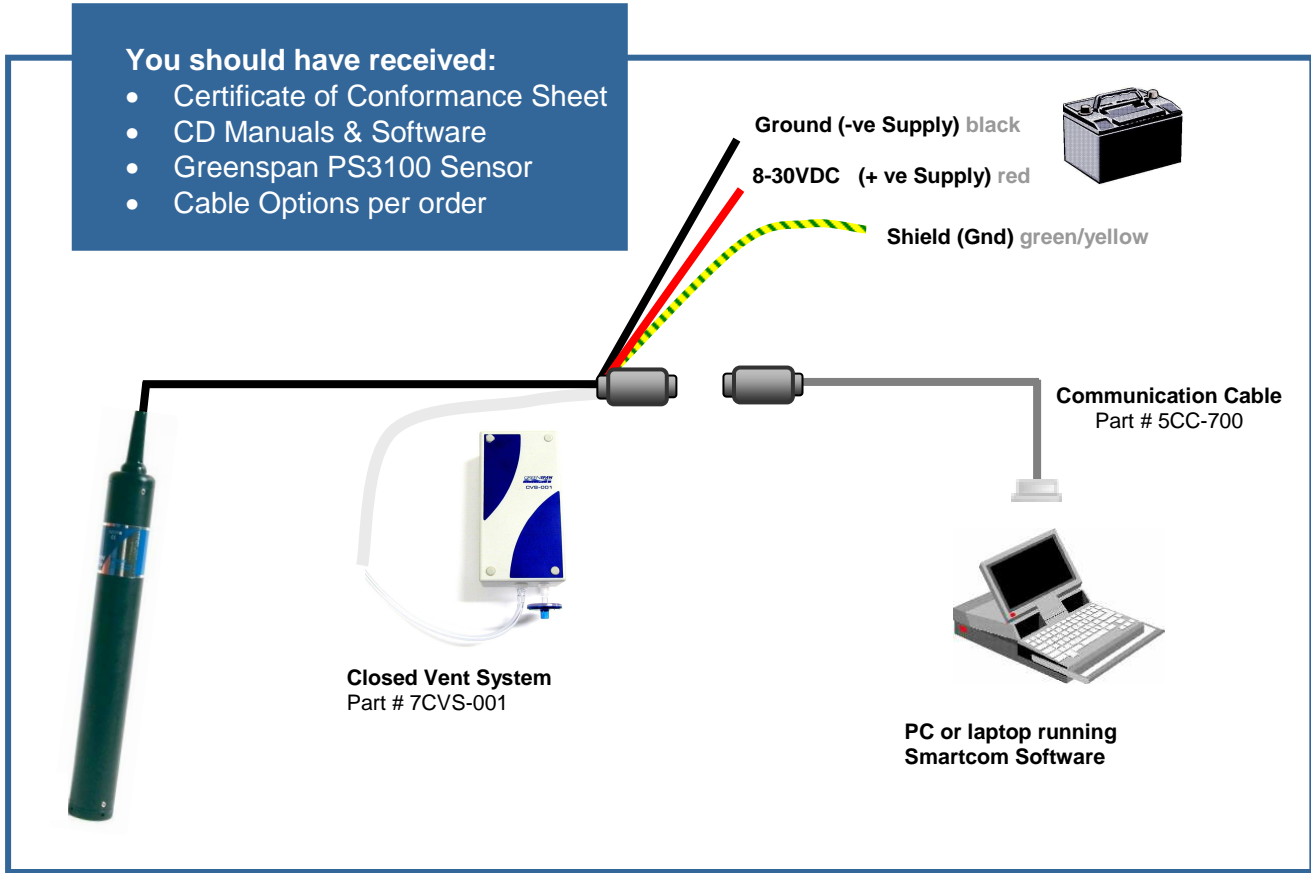 You should have received:
• Certificate of Conformance Sheet
• CD Manuals & Software
• Greenspan PS3100 Sensor
• Cable Options per order
Ground (-ve Supply) black
8-30VDC (+ ve Supply) red
Shield (Gnd) green/yellow
Communication Cable
Part # 5CC-700
GREENSPAN
CVS-001
Closed Vent System
Part # 7CVS-001
PC or laptop running
Smartcom Software